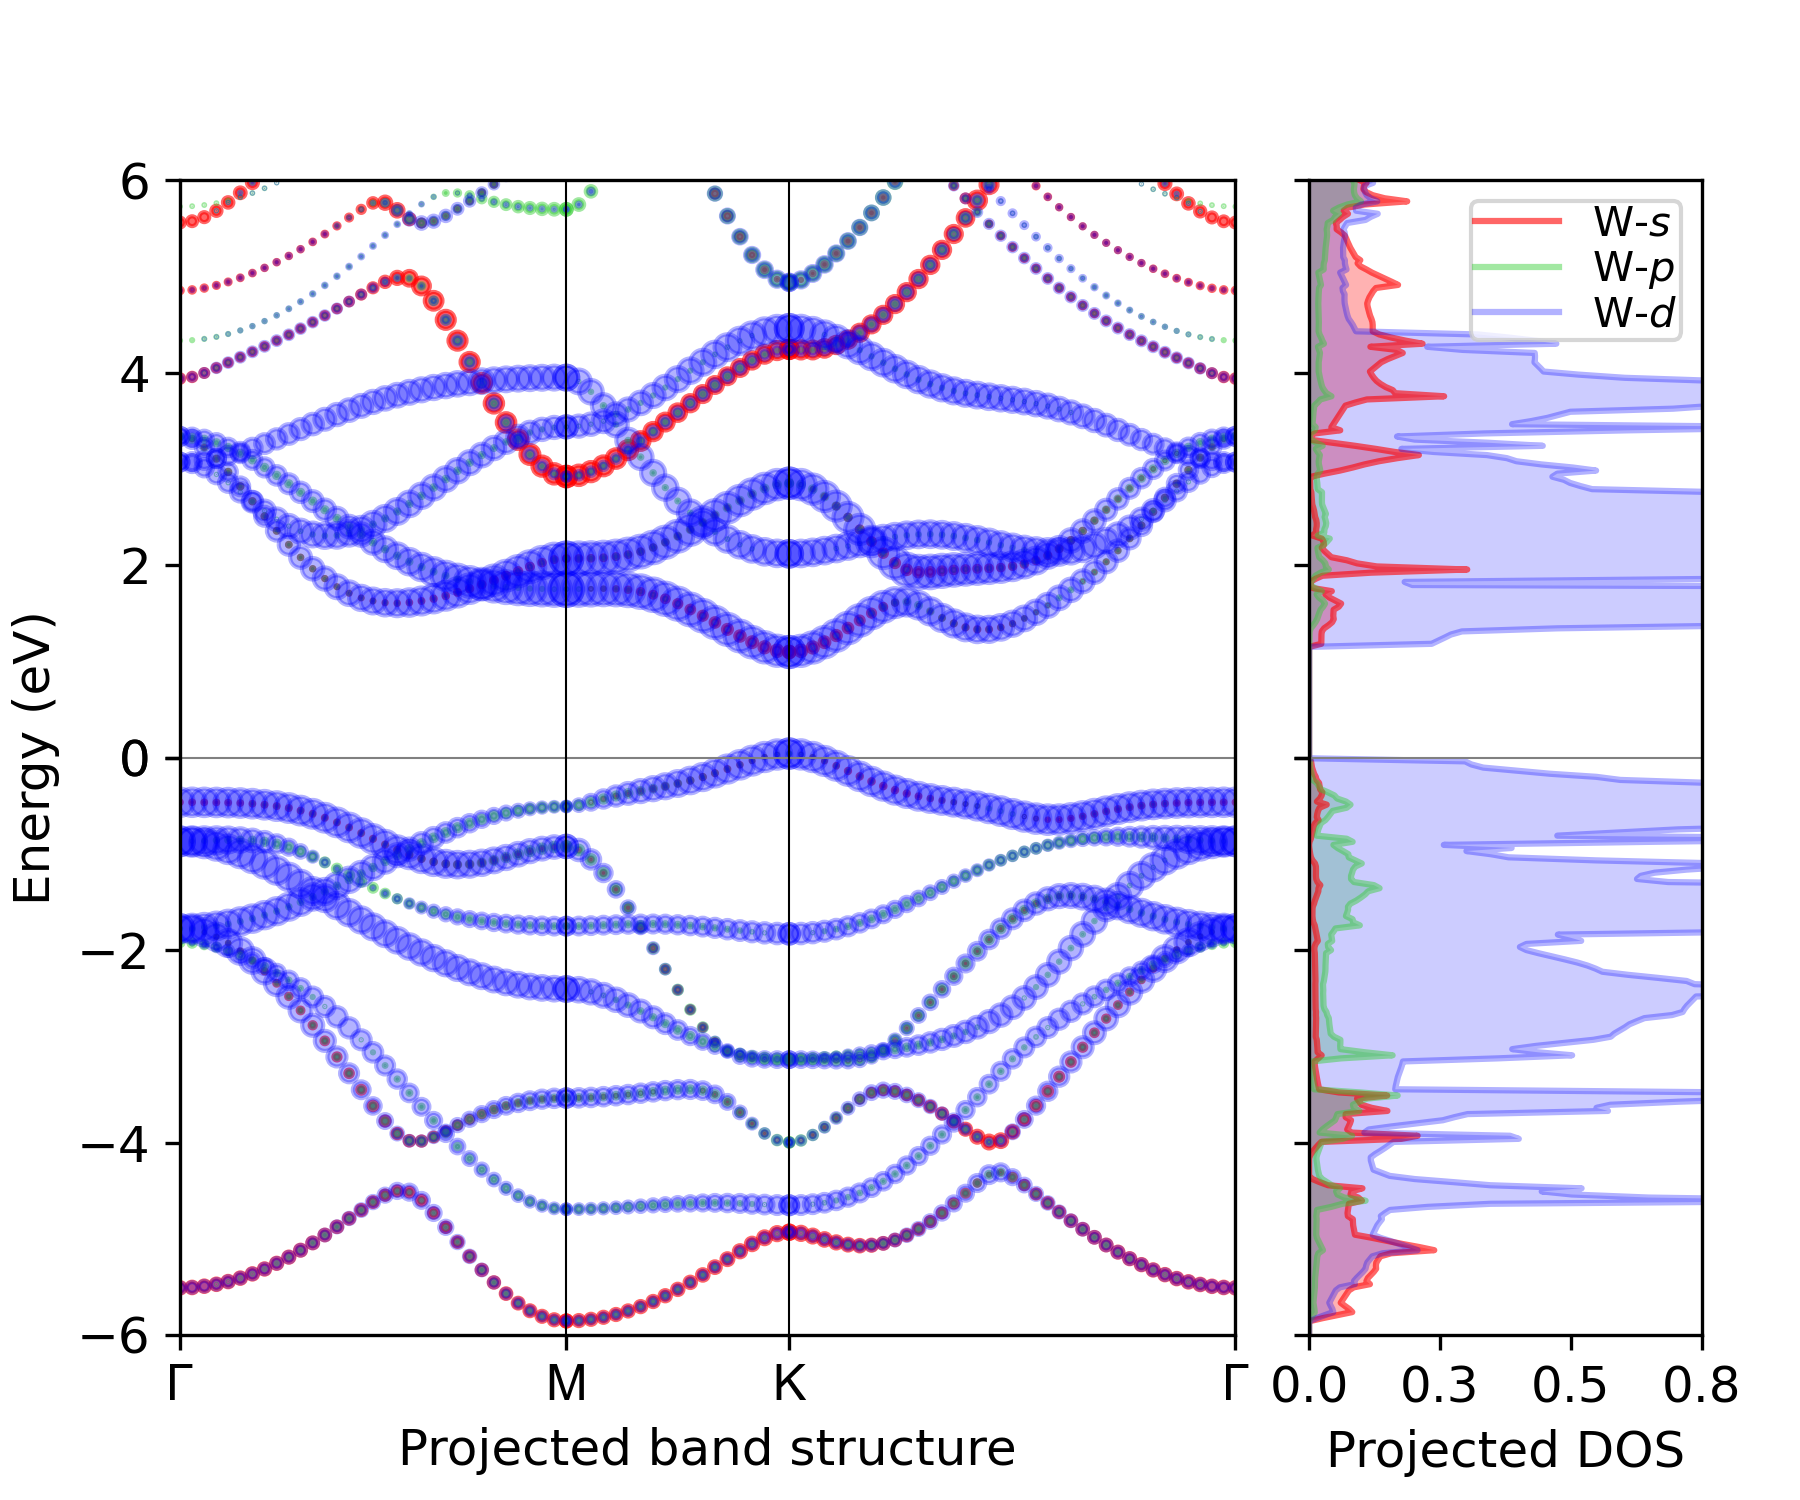 6
4
2
0
−2
−4
−6
Energy (eV)
Γ
M
K
Γ
Projected band structure
W-s
W-p
W-d
0.0
0.3
0.5
0.8
Projected DOS